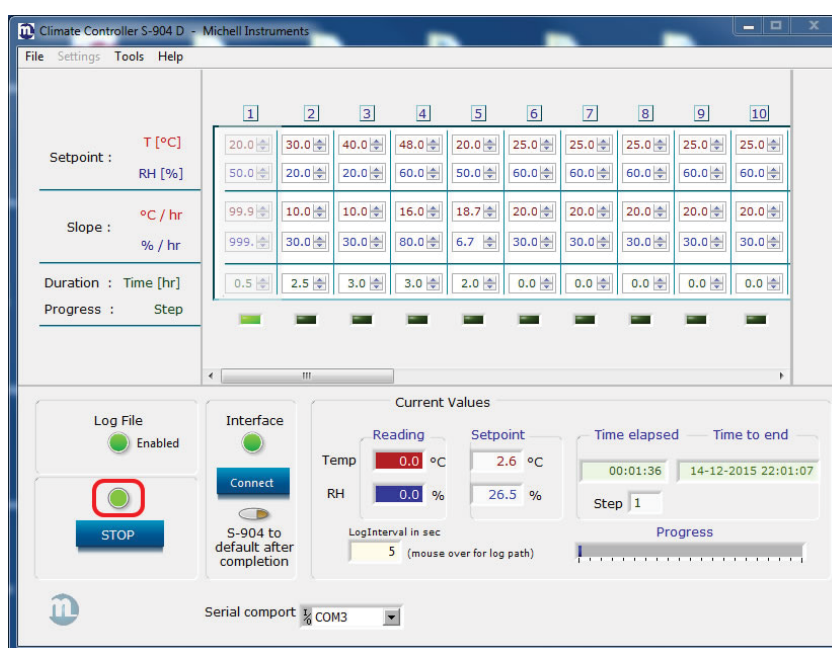 Climate Controller S-904 D - Michell Instruments
File Settings Tools Help
1 2 3 4 5 6 7 8 9 10
Setpoint :
T [°C] 20.0 30.0 40.0 48.0 20.0 25.0 25.0 25.0 25.0 25.0
RH [%] 50.0 20.0 20.0 60.0 50.0 60.0 60.0 60.0 60.0 60.0
Slope :
°C / hr 99.9 10.0 10.0 16.0 18.7 20.0 20.0 20.0 20.0 20.0
% / hr 999. 30.0 30.0 80.0 6.7 30.0 30.0 30.0 30.0 30.0
Duration : Time [hr] 0.5 2.5 3.0 3.0 2.0 0.0 0.0 0.0 0.0 0.0
Progress : Step
Log File
Enabled
STOP
Interface
Connect
S-904 to
default after
completion
Current Values
Reading Setpoint
Temp 0.0 °C 2.6 °C
RH 0.0 % 26.5 %
LogInterval in sec
5 (mouse over for log path)
Time elapsed Time to end
00:01:36 14-12-2015 22:01:07
Step 1
Progress
Serial comport COM3